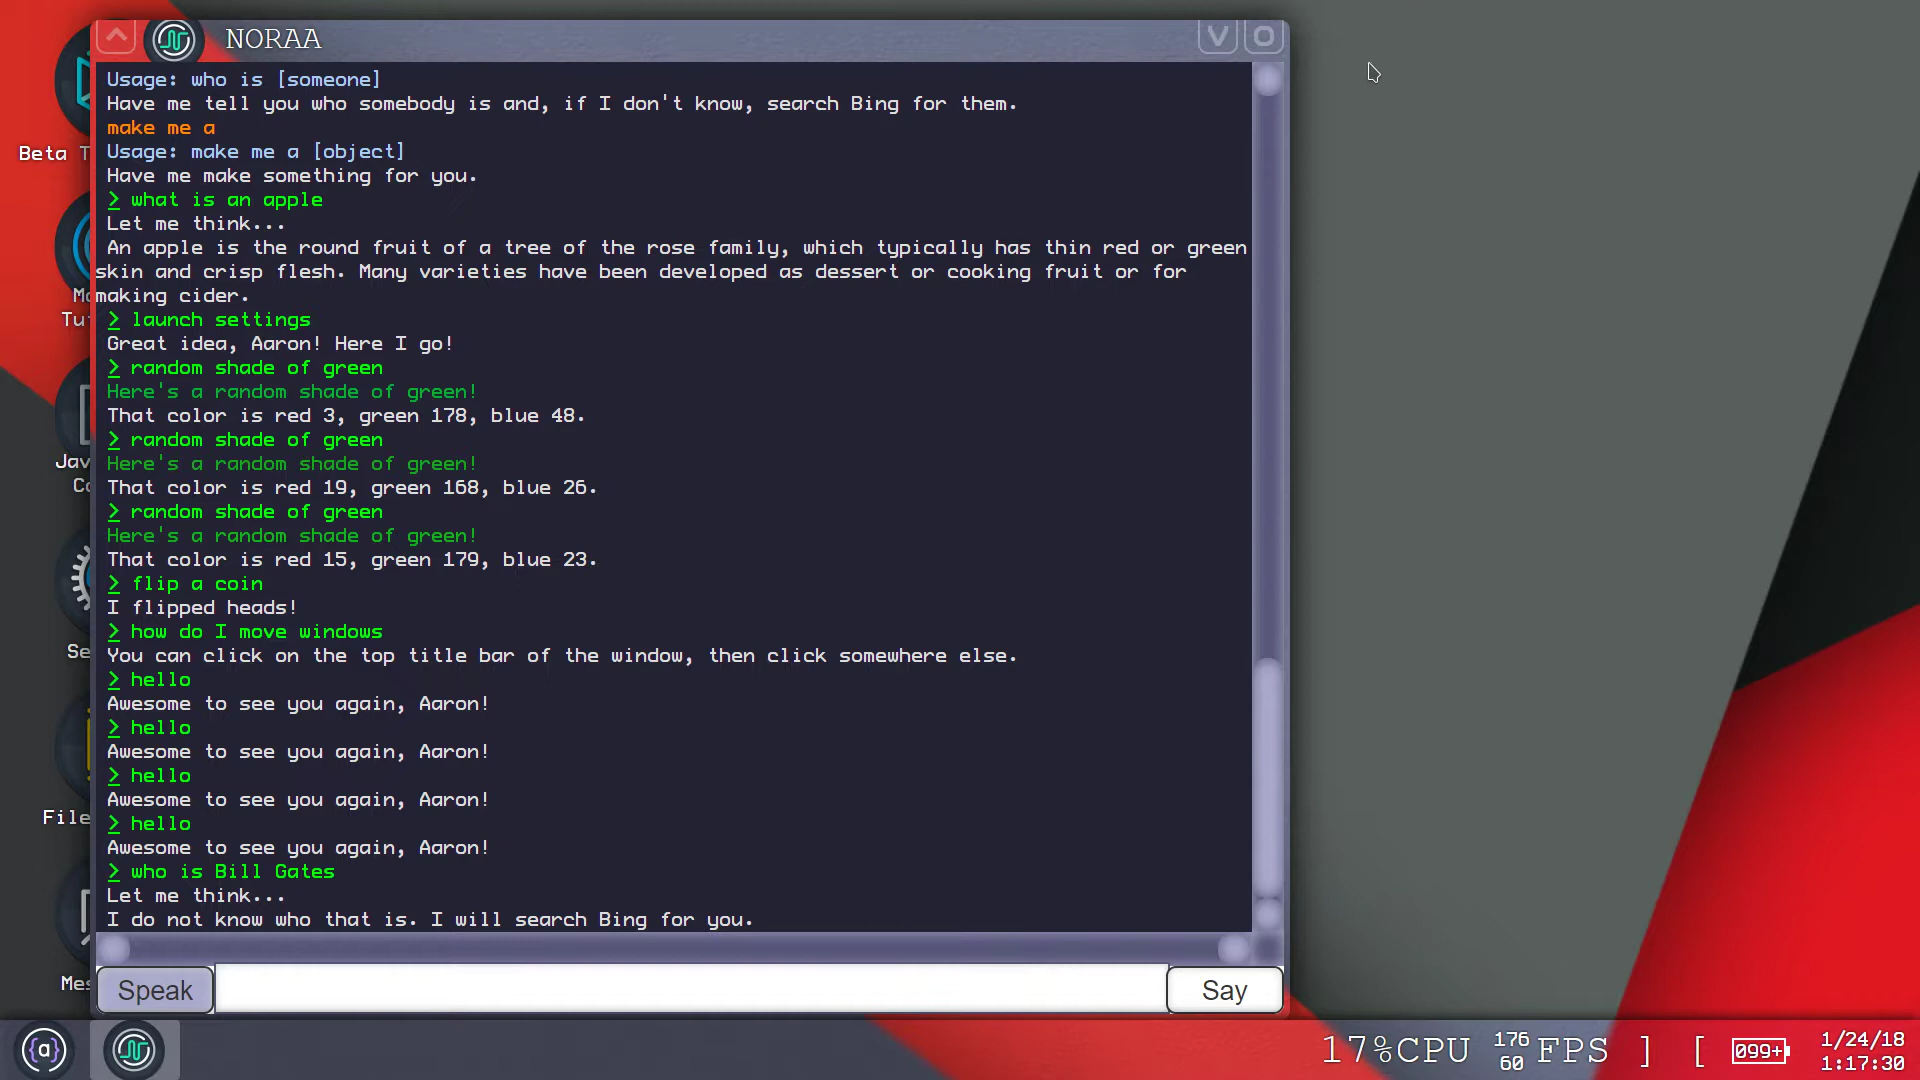 NORAA
V O
Usage: who is [someone]
Have me tell you who somebody is and, if I don't know, search Bing for them.
make me a
Usage: make me a [object]
Have me make something for you.
> what is an apple
Let me think...
An apple is the round fruit of a tree of the rose family, which typically has thin red or green
skin and crisp flesh. Many varieties have been developed as dessert or cooking fruit or for
making cider.
> launch settings
Great idea, Aaron! Here I go!
> random shade of green
Here's a random shade of green!
That color is red 3, green 178, blue 48.
> random shade of green
Here's a random shade of green!
That color is red 19, green 168, blue 26.
> random shade of green
Here's a random shade of green!
That color is red 15, green 179, blue 23.
> flip a coin
I flipped heads!
> how do I move windows
You can click on the top title bar of the window, then click somewhere else.
> hello
Awesome to see you again, Aaron!
> hello
Awesome to see you again, Aaron!
> hello
Awesome to see you again, Aaron!
> hello
Awesome to see you again, Aaron!
> who is Bill Gates
Let me think...
I do not know who that is. I will search Bing for you.
Speak
Say
Beta
File
{a}
17%CPU
176
60
FPS ] [
099+
1/24/18
1:17:30